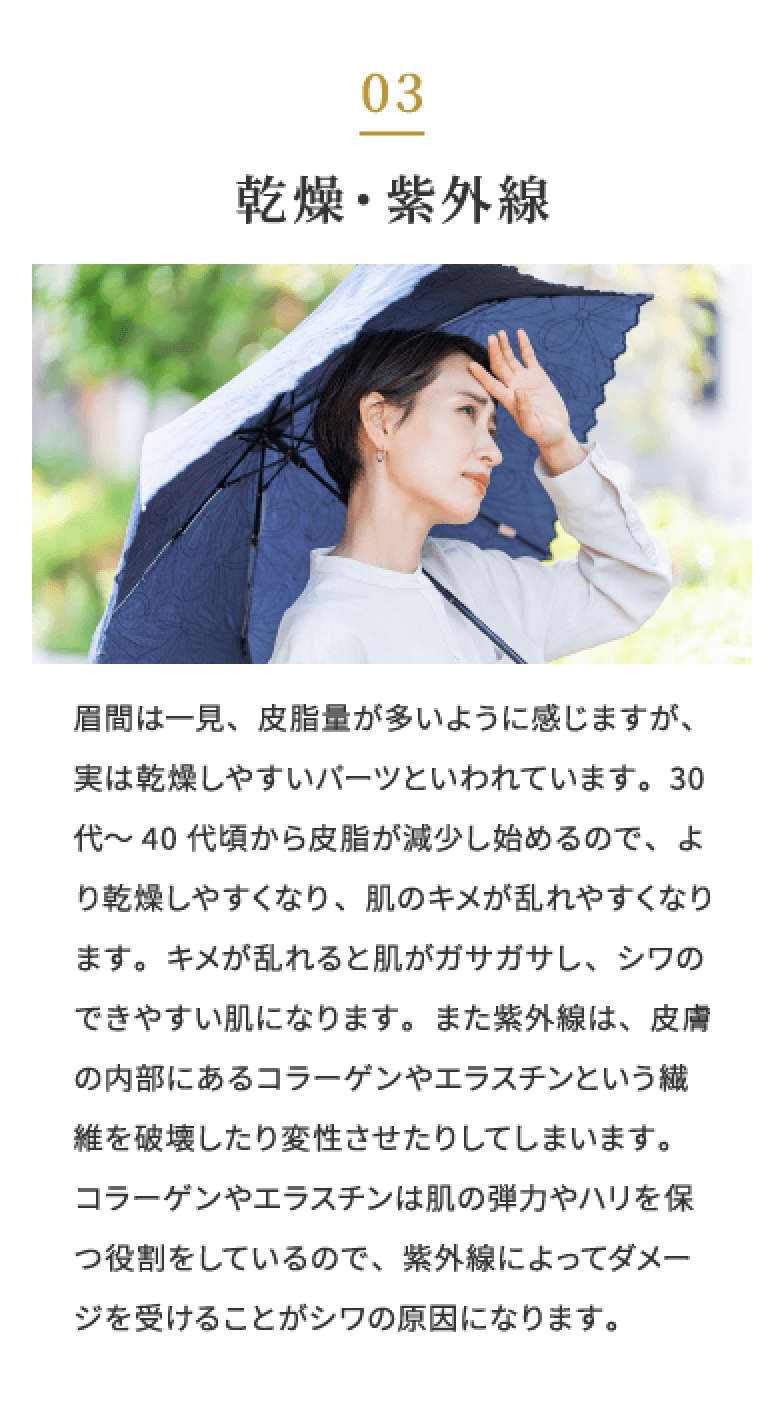 03
乾燥・紫外線
眉間は一見、皮脂量が多いように感じますが、
実は乾燥しやすいパーツといわれています。30
代〜 40 代頃から皮脂が減少し始めるので、よ
り乾燥しやすくなり、肌のキメが乱れやすくなり
ます。キメが乱れると肌がガサガサし、シワの
できやすい肌になります。また紫外線は、皮膚
の内部にあるコラーゲンやエラスチンという繊
維を破壊したり変性させたりしてしまいます。
コラーゲンやエラスチンは肌の弾力やハリを保
つ役割をしているので、紫外線によってダメー
ジを受けることがシワの原因になります。